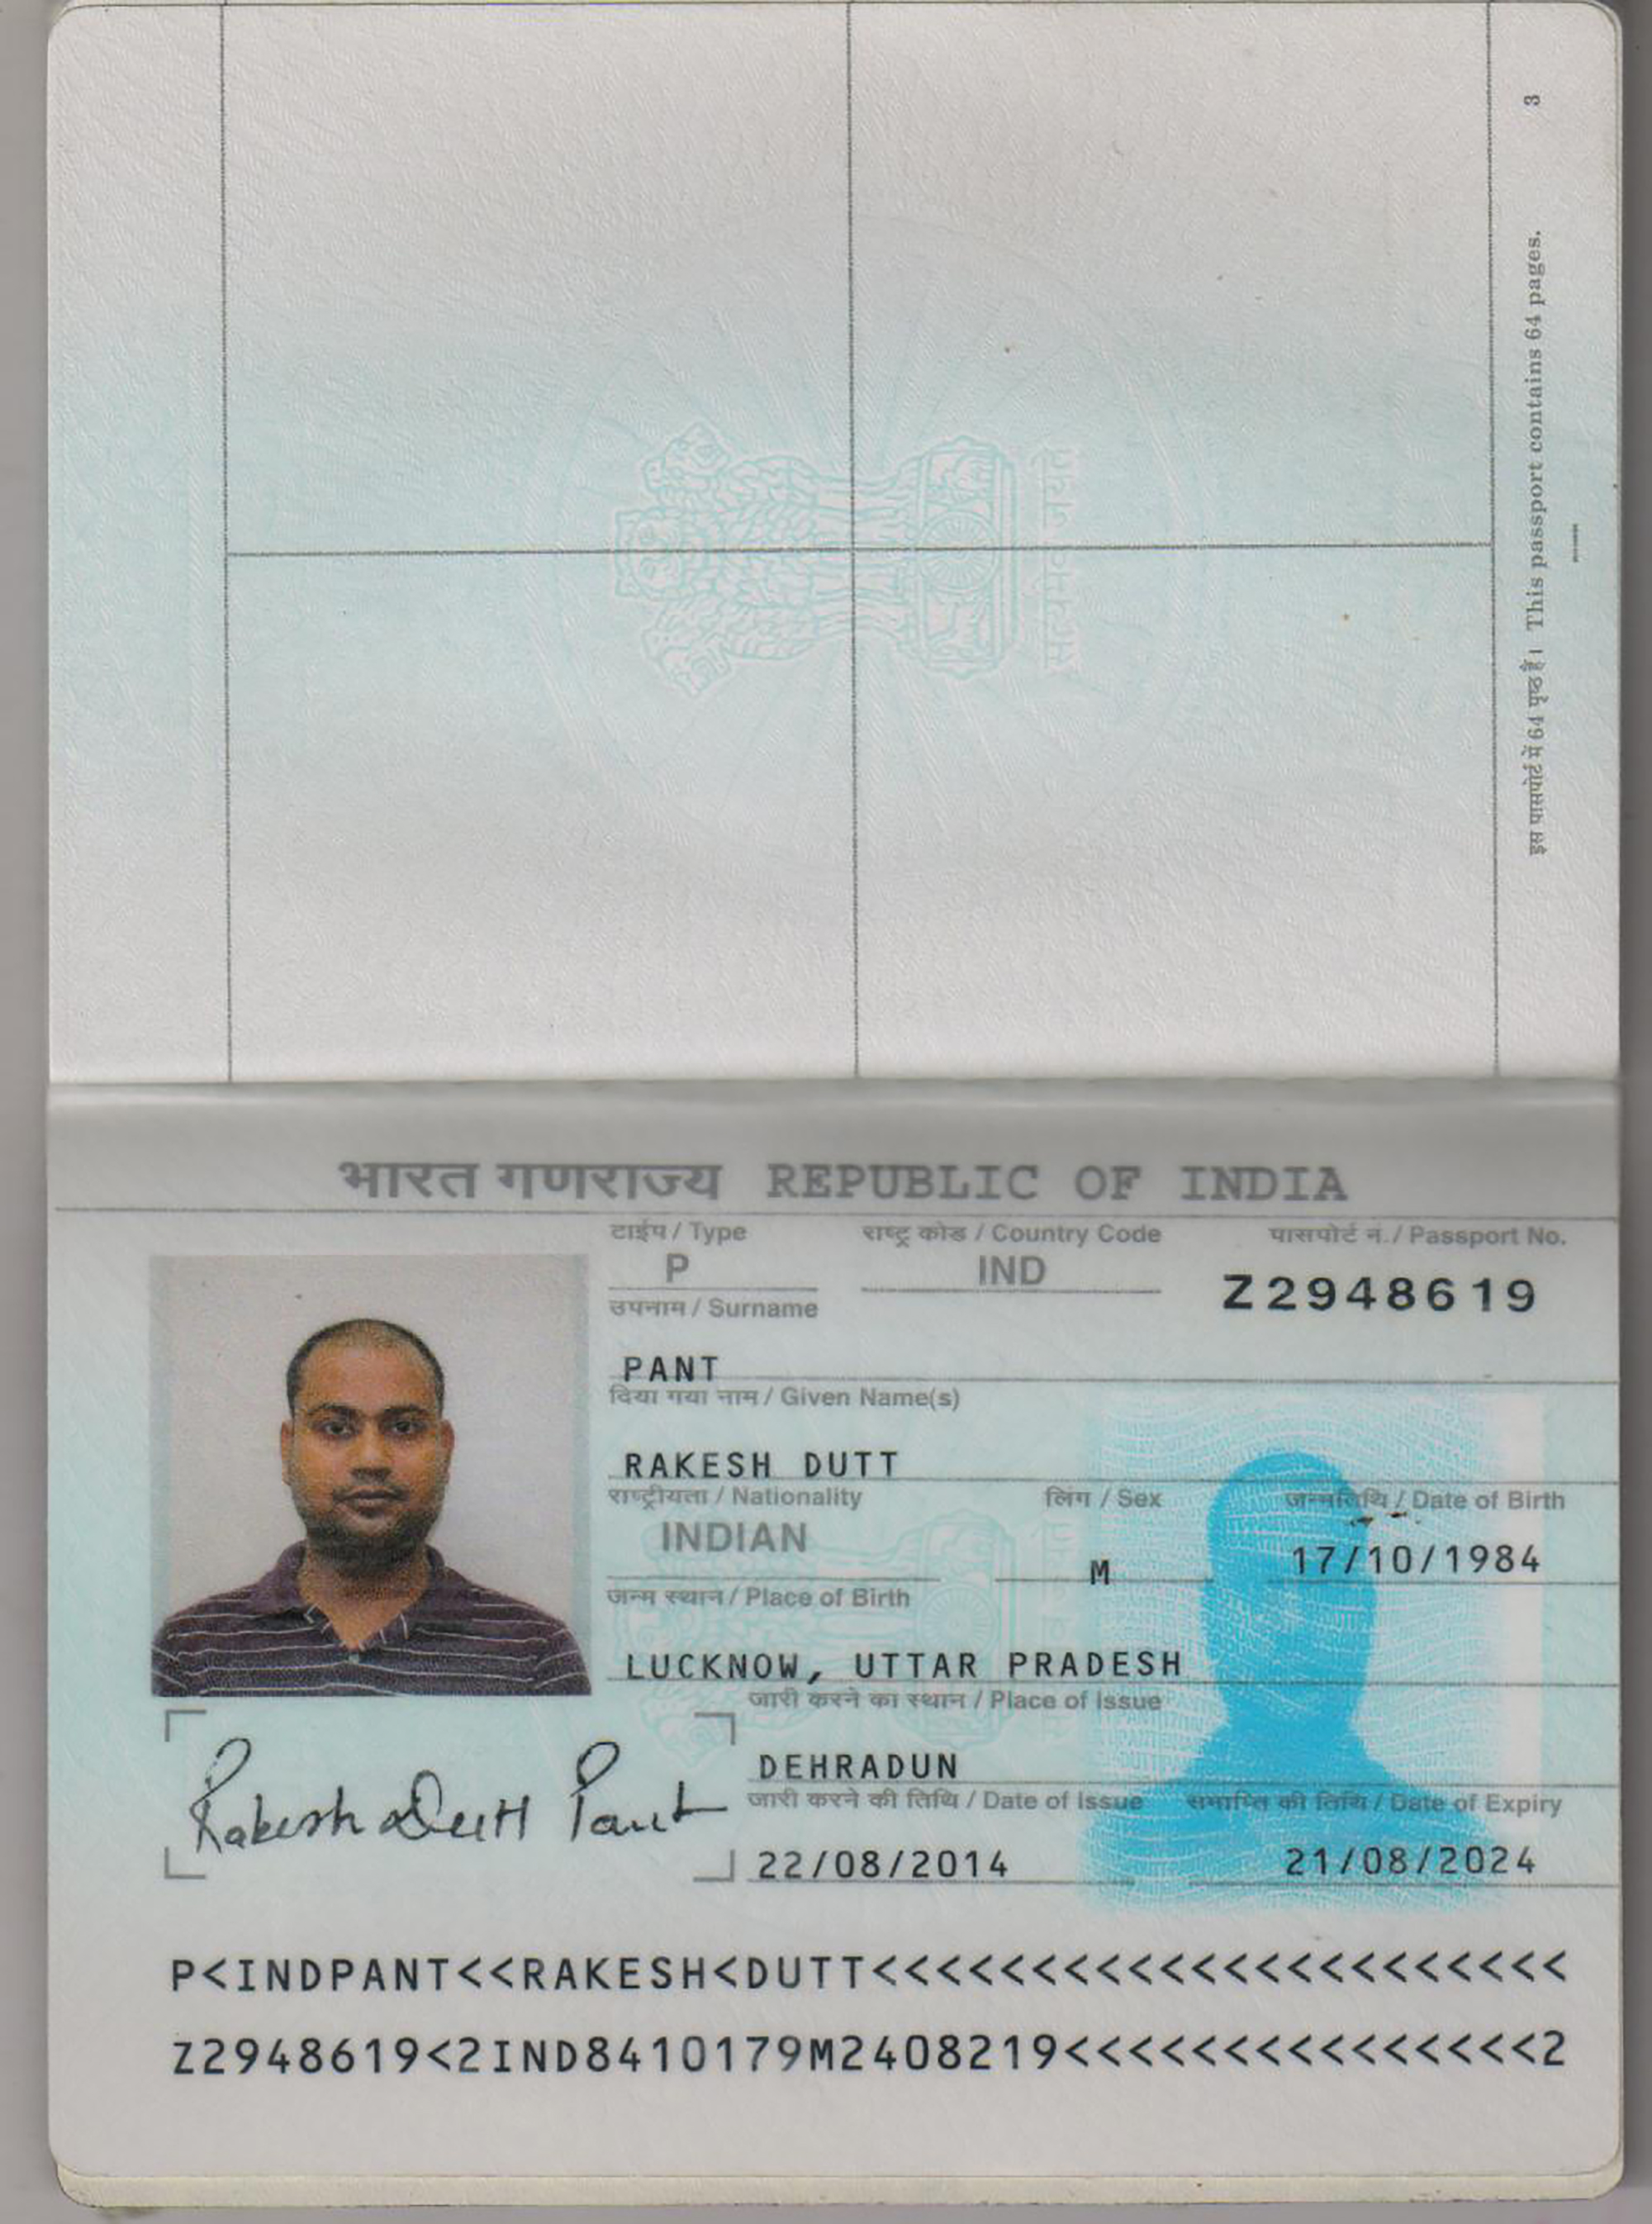 3
इस पासपोर्ट में 64 पृष्ठ हैं। This passport contains 64 pages.
भारत गणराज्य REPUBLIC OF INDIA
टाईप / Type राष्ट्र कोड / Country Code पासपोर्ट नं. / Passport No.
P IND Z2948619
उपनाम / Surname
PANT
दिया गया नाम / Given Name(s)
RAKESH DUTT
राष्ट्रीयता / Nationality लिंग / Sex जन्मतिथि / Date of Birth
INDIAN M 17/10/1984
जन्म स्थान / Place of Birth
LUCKNOW, UTTAR PRADESH
जारी करने का स्थान / Place of Issue
DEHRADUN
Rakesh Dutt Pant
जारी करने की तिथि / Date of Issue समाप्ति की तिथि / Date of Expiry
22/08/2014 21/08/2024
P<INDPANT<<RAKESH<DUTT<<<<<<<<<<<<<<<<<<<<<<
Z2948619<2IND8410179M2408219<<<<<<<<<<<<<<<2